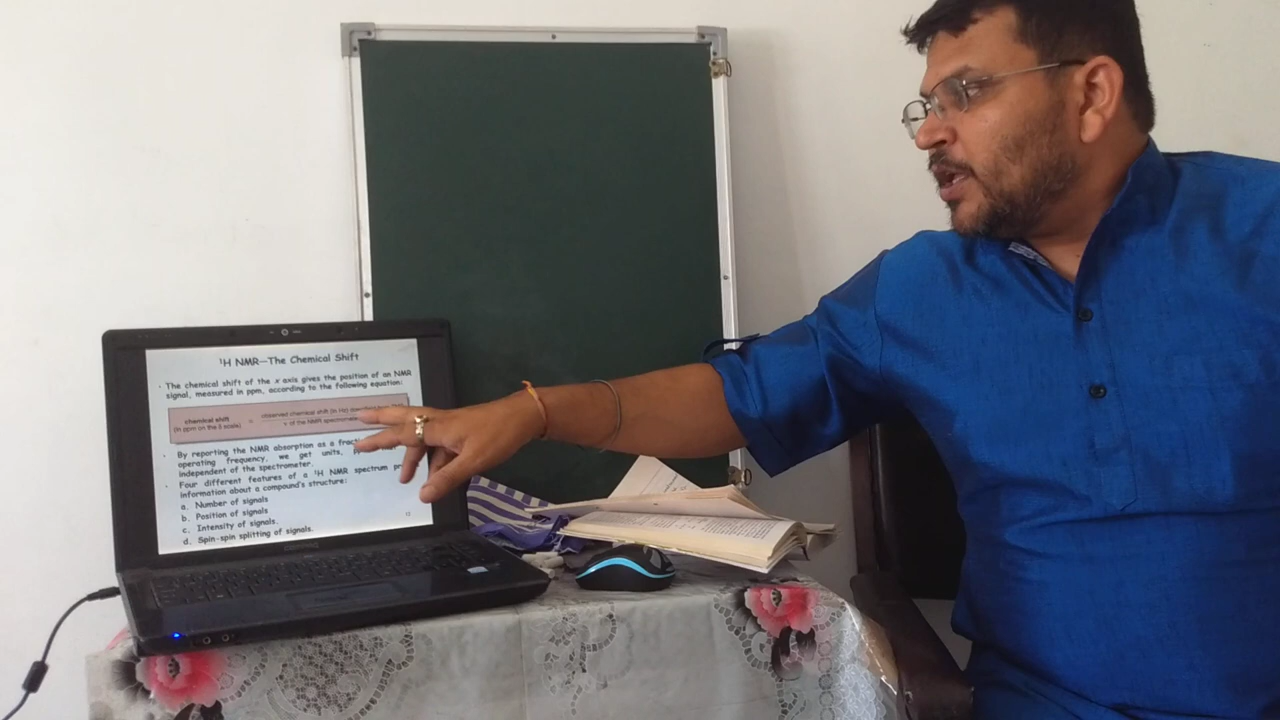 ¹H NMR—The Chemical Shift
• The chemical shift of the x axis gives the position of an NMR
signal, measured in ppm, according to the following equation:
chemical shift
(in ppm on the δ scale)
=
observed chemical shift (in Hz)
ν of the NMR spectrometer
• By reporting the NMR absorption as a
operating frequency, we get units,
independent of the spectrometer.
• Four different features of a ¹H NMR spectrum
information about a compound's structure:
a. Number of signals
b. Position of signals
c. Intensity of signals.
d. Spin-spin splitting of signals.
12